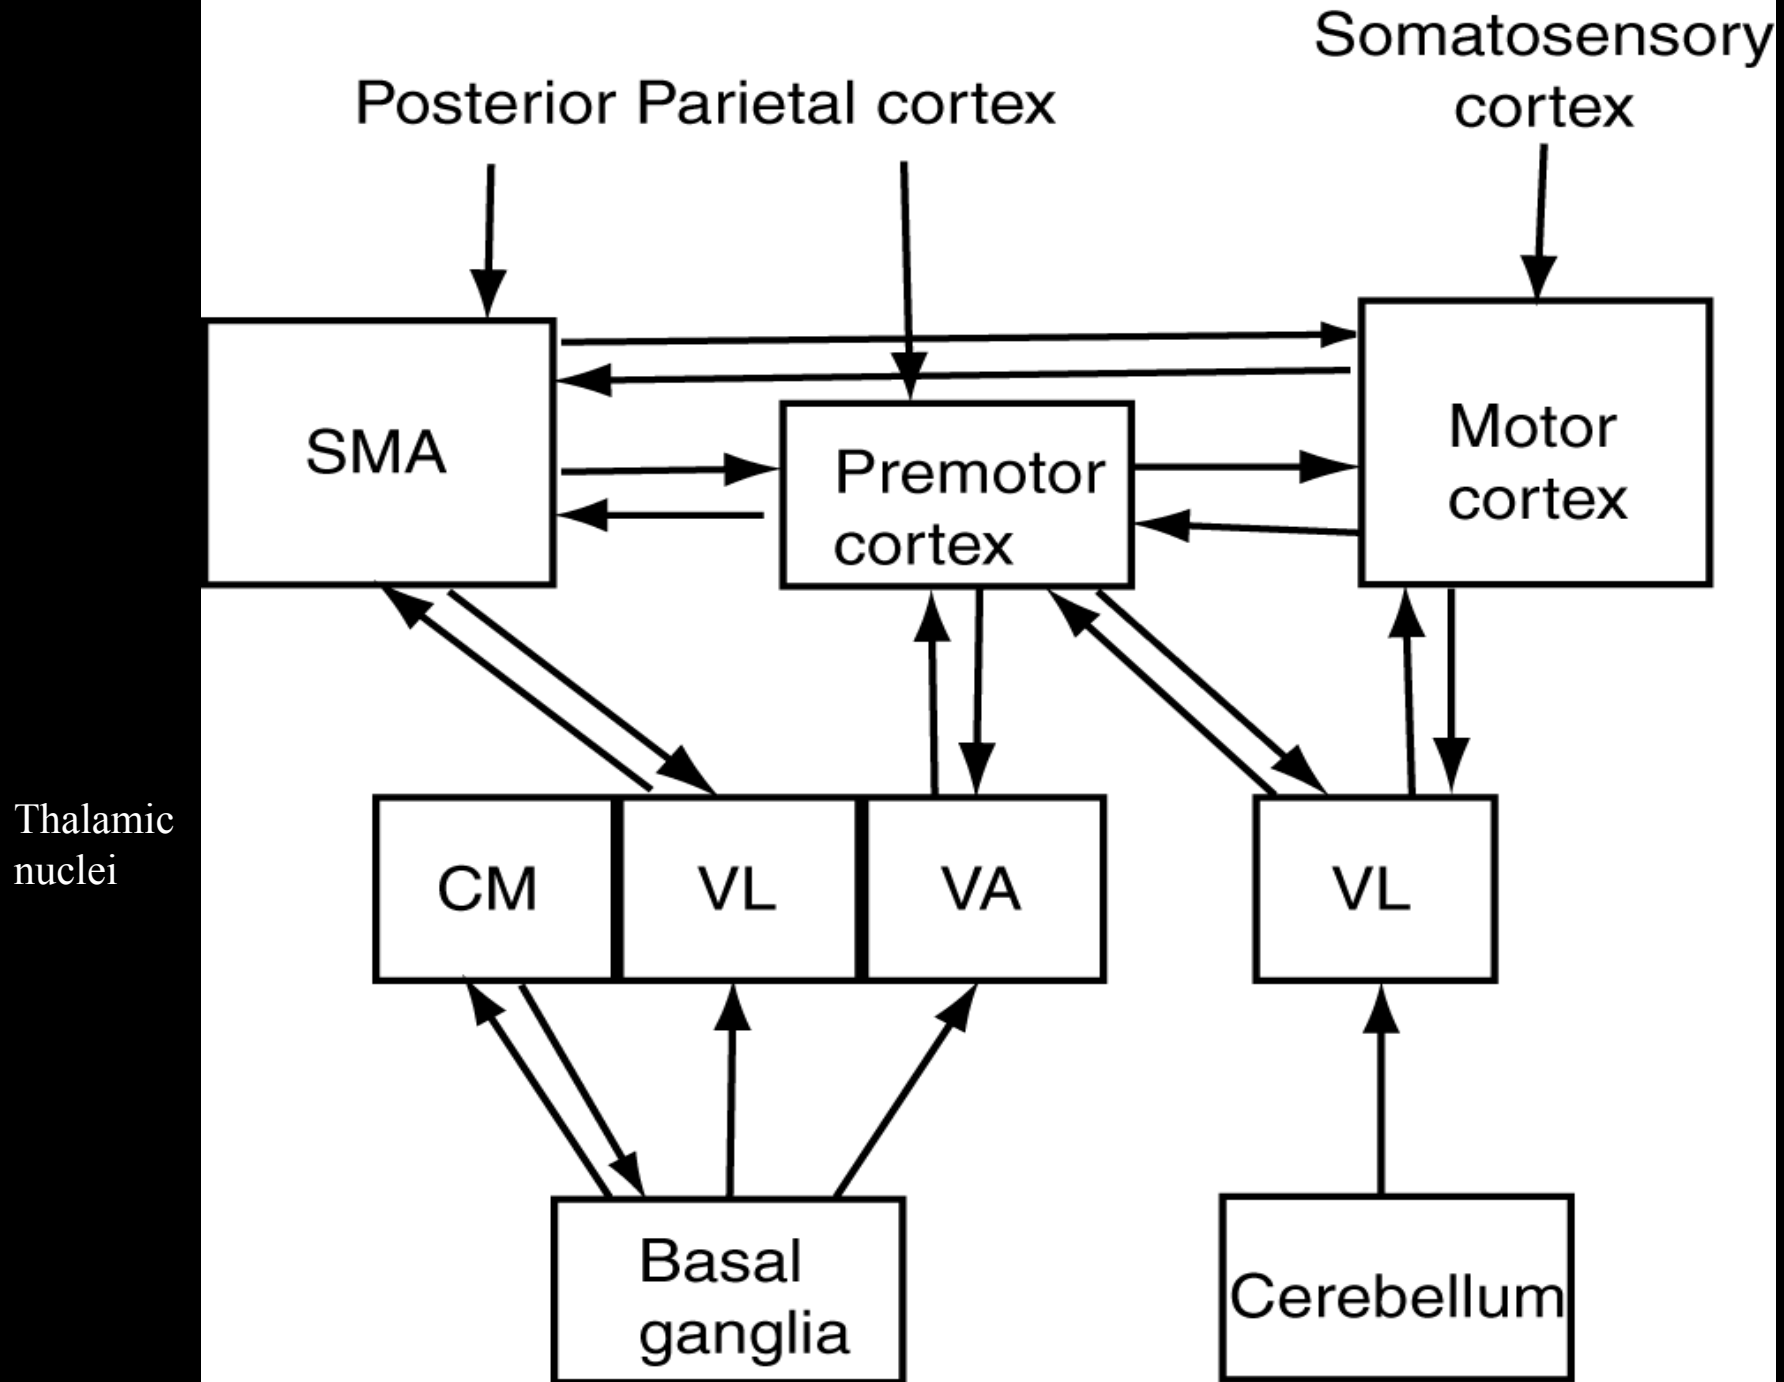 Somatosensory
cortex
Posterior Parietal cortex
SMA
Premotor
cortex
Motor
cortex
Thalamic
nuclei
CM
VL
VA
VL
Basal
ganglia
Cerebellum